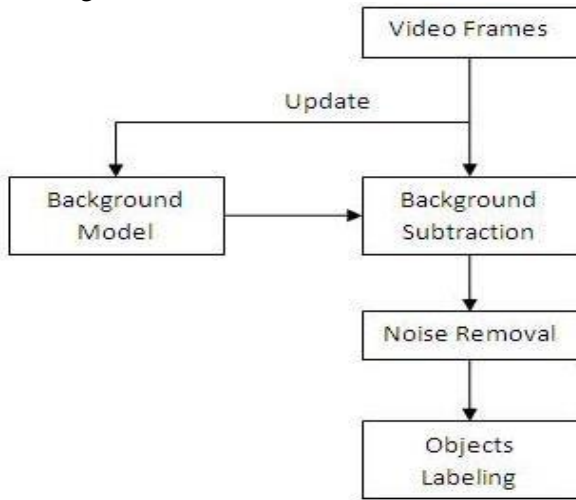 Video Frames
Update
Background
Model
Background
Subtraction
Noise Removal
Objects
Labeling